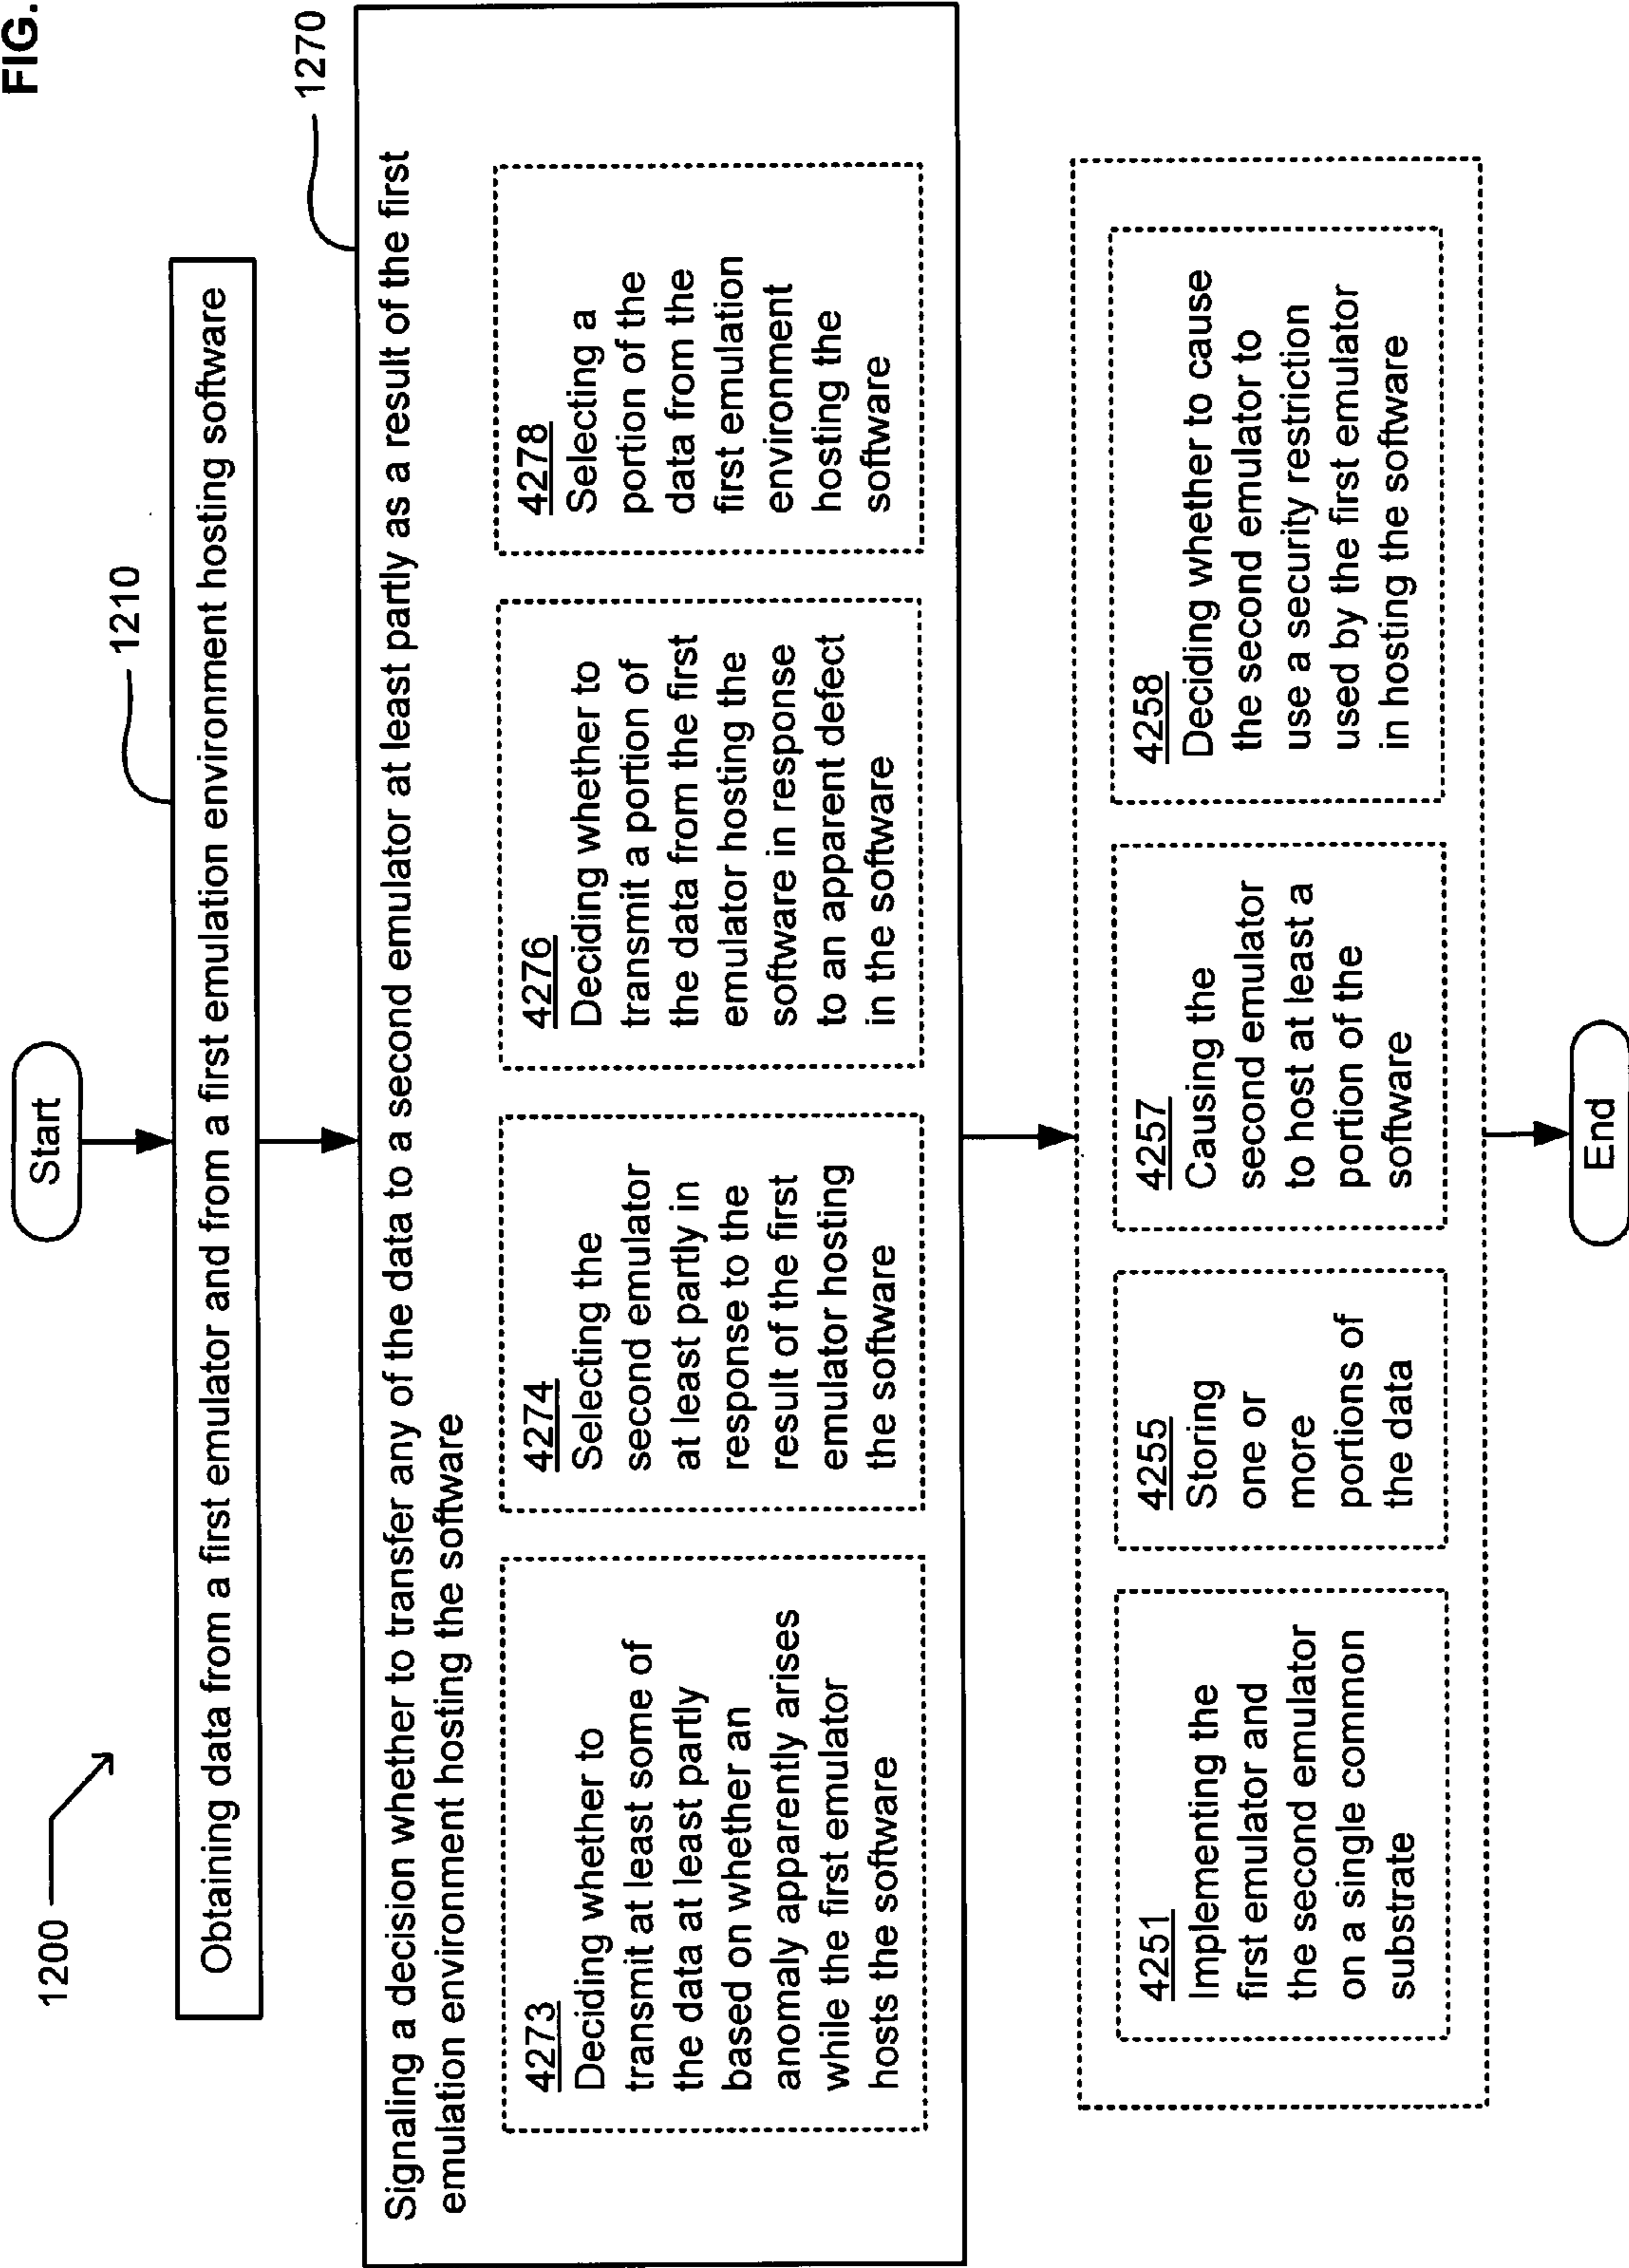 FIG.
1200
Start
1210
Obtaining data from a first emulator and from a first emulation environment hosting software
1270
Signaling a decision whether to transfer any of the data to a second emulator at least partly as a result of the first
emulation environment hosting the software
4273
Deciding whether to
transmit at least some of
the data at least partly
based on whether an
anomaly apparently arises
while the first emulator
hosts the software
4274
Selecting the
second emulator
at least partly in
response to the
result of the first
emulator hosting
the software
4276
Deciding whether to
transmit a portion of
the data from the first
emulator hosting the
software in response
to an apparent defect
in the software
4278
Selecting a
portion of the
data from the
first emulation
environment
hosting the
software
4251
Implementing the
first emulator and
the second emulator
on a single common
substrate
4255
Storing
one or
more
portions of
the data
4257
Causing the
second emulator
to host at least a
portion of the
software
4258
Deciding whether to cause
the second emulator to
use a security restriction
used by the first emulator
in hosting the software
End